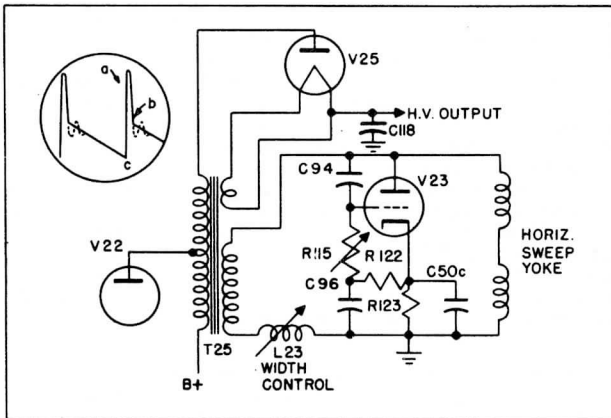 V25
a
b
c
H.V. OUTPUT
C118
C94
V23
V22
R115
R122
C50c
HORIZ.
SWEEP
YOKE
C96
R123
T25
L23
WIDTH
CONTROL
B+